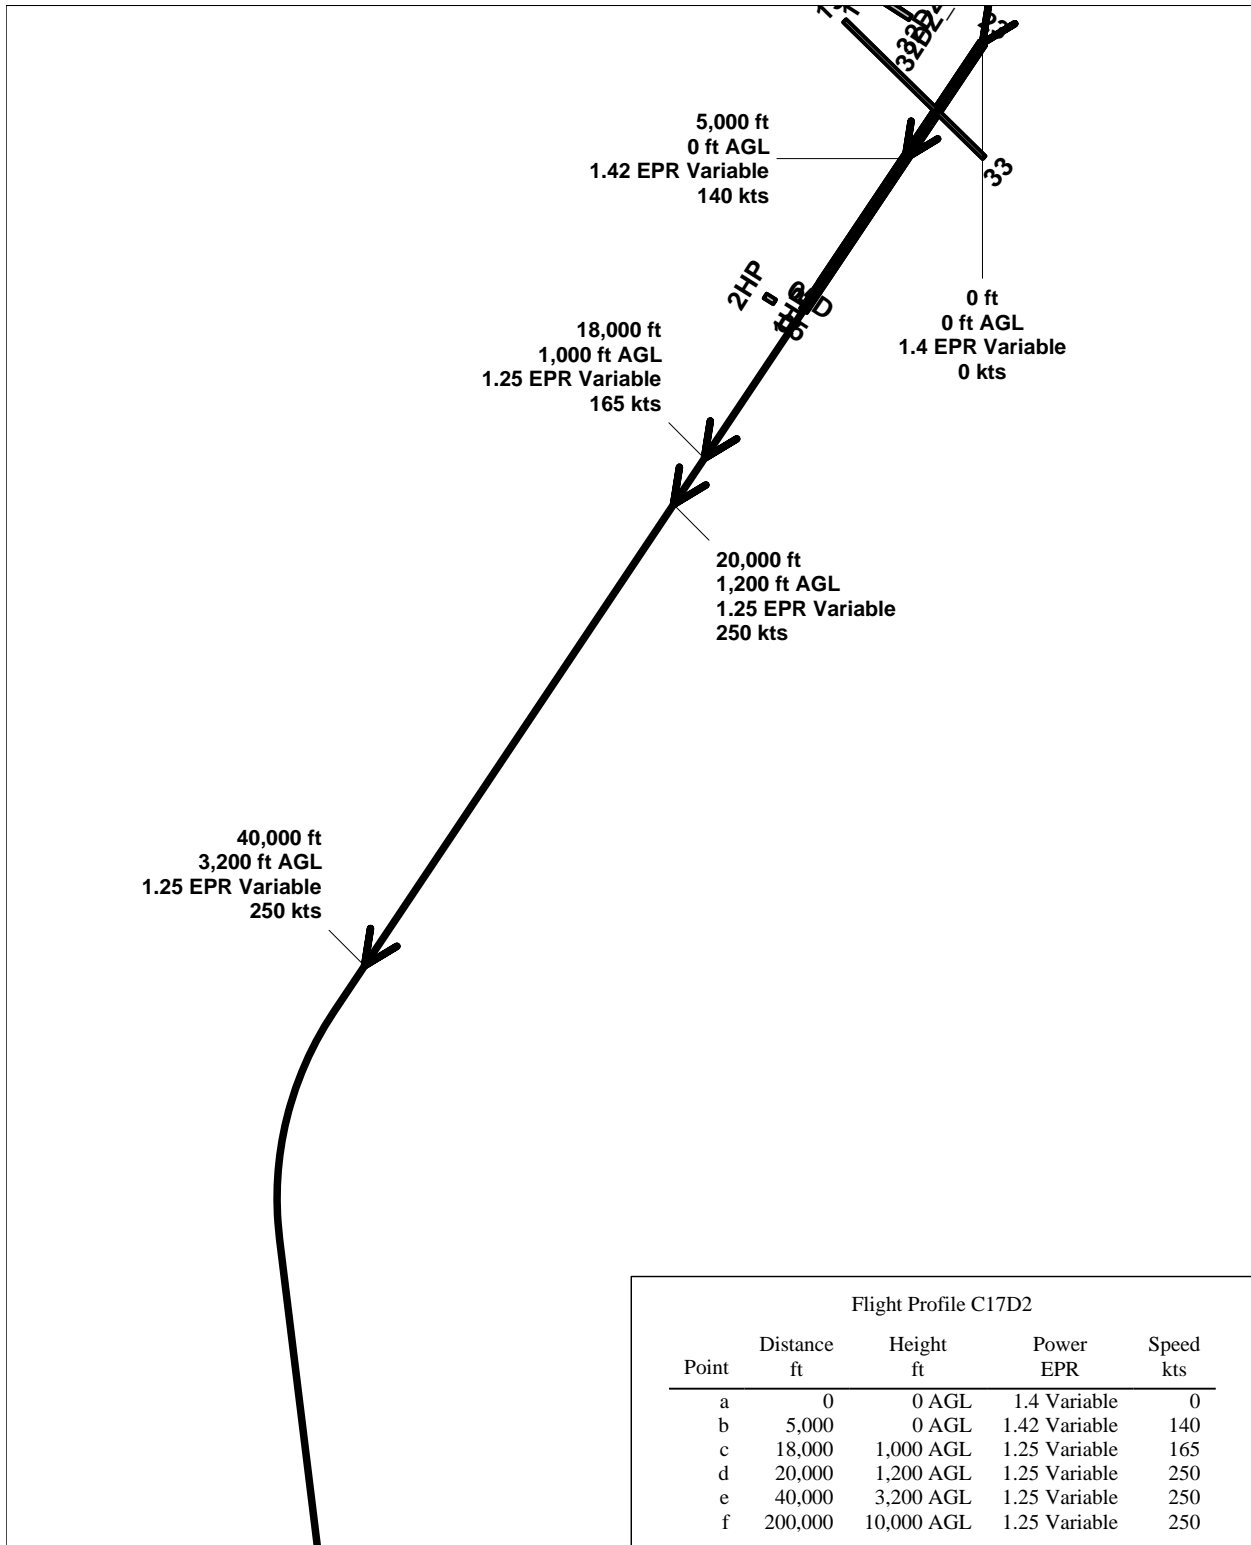 32D2
33
5,000 ft
0 ft AGL
1.42 EPR Variable
140 kts
2HP
0 ft
0 ft AGL
1.4 EPR Variable
0 kts
18,000 ft
1,000 ft AGL
1.25 EPR Variable
165 kts
20,000 ft
1,200 ft AGL
1.25 EPR Variable
250 kts
40,000 ft
3,200 ft AGL
1.25 EPR Variable
250 kts
Flight Profile C17D2
Point Distance ft Height ft Power EPR Speed kts
a 0 0 AGL 1.4 Variable 0
b 5,000 0 AGL 1.42 Variable 140
c 18,000 1,000 AGL 1.25 Variable 165
d 20,000 1,200 AGL 1.25 Variable 250
e 40,000 3,200 AGL 1.25 Variable 250
f 200,000 10,000 AGL 1.25 Variable 250